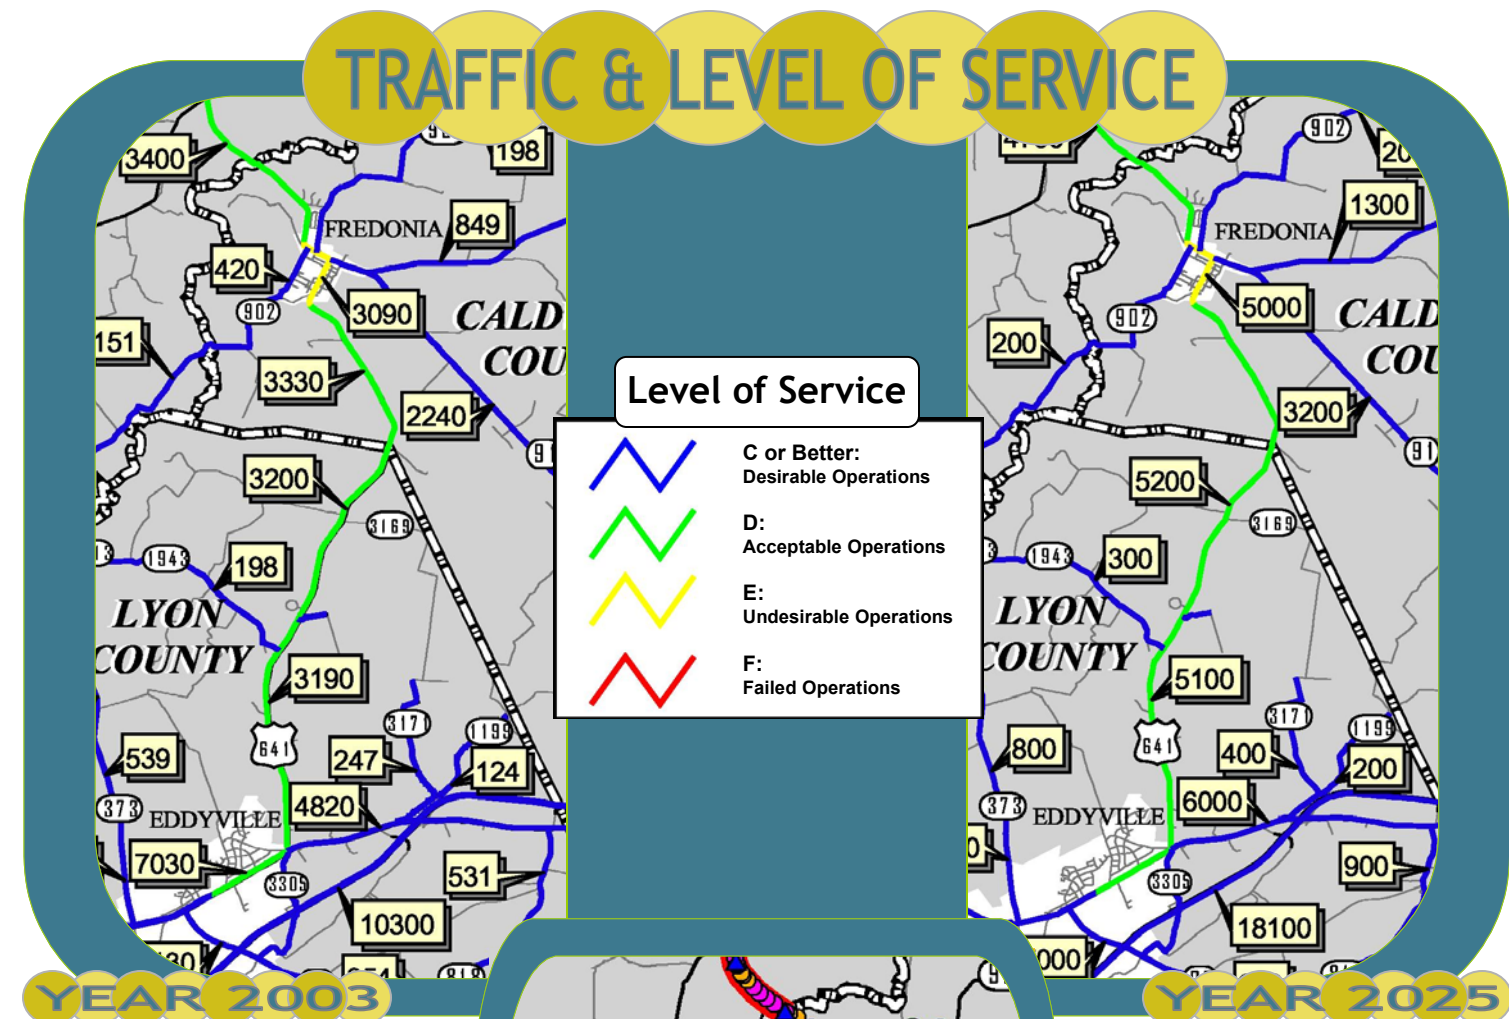 TRAFFIC & LEVEL OF SERVICE
3400
198
FREDONIA
849
420
902
3090
CALD
COU
151
3330
2240
91
3200
3169
1943
198
LYON
COUNTY
3190
641
3171
1199
539
247
124
373
EDDYVILLE
4820
7030
3305
531
10300
YEAR 2003
Level of Service
C or Better:
Desirable Operations
D:
Acceptable Operations
E:
Undesirable Operations
F:
Failed Operations
902
20
1300
FREDONIA
5000
902
CALD
COU
200
3200
91
5200
3169
1943
300
LYON
COUNTY
5100
641
3171
1199
800
400
200
373
EDDYVILLE
6000
3305
900
18100
000
YEAR 2025